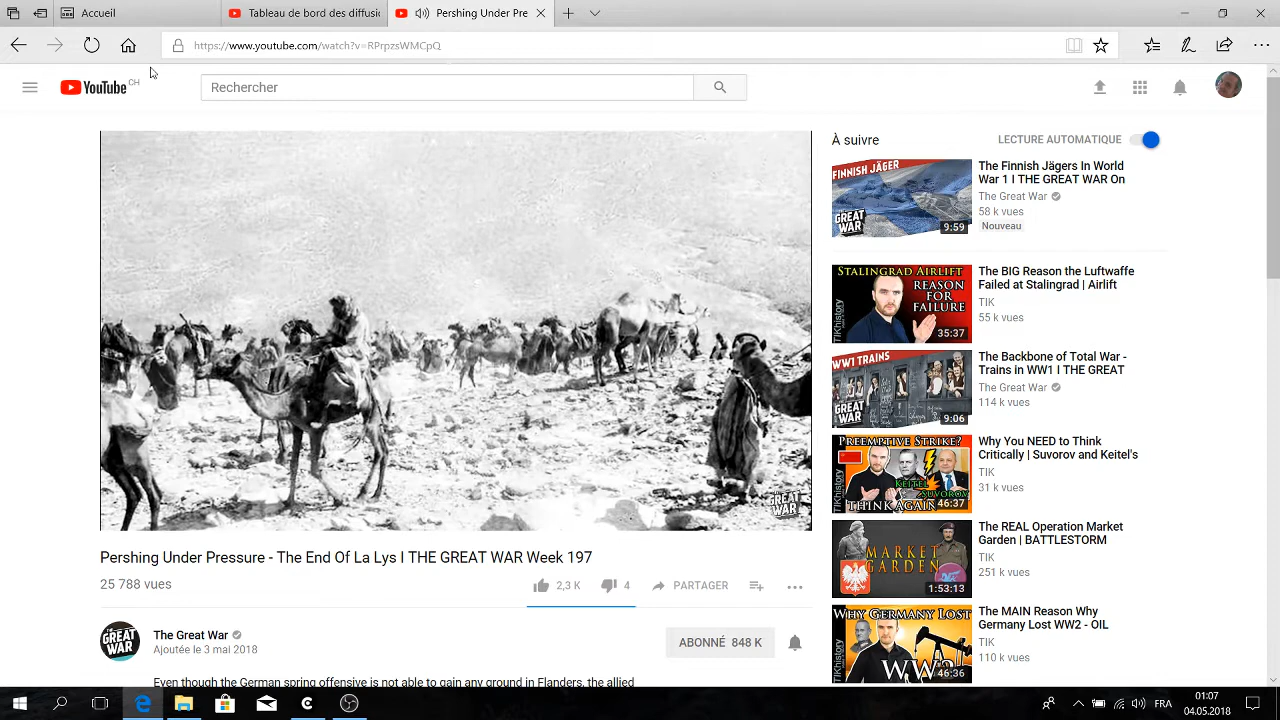 Accueil
Tableau de bord des diffusi
Pershing Under Pre
https://www.youtube.com/watch?v=RPrpzsWMCpQ
YouTube CH
Rechercher
À suivre
LECTURE AUTOMATIQUE
FINNISH JÄGER
GREAT WAR
9:59
The Finnish Jägers In World
War 1 I THE GREAT WAR On
The Great War
58 k vues
Nouveau
STALINGRAD AIRLIFT
REASON
FOR
FAILURE
TIKhistory
35:37
The BIG Reason the Luftwaffe
Failed at Stalingrad | Airlift
TIK
55 k vues
WW1 TRAINS
GREAT WAR
9:06
The Backbone of Total War -
Trains in WW1 I THE GREAT
The Great War
114 k vues
PREEMPTIVE STRIKE?
KEITEL
SUVOROV
THINK AGAIN
TIKhistory
46:37
Why You NEED to Think
Critically | Suvorov and Keitel's
TIK
31 k vues
MARKET
GARDEN
1:53:13
The REAL Operation Market
Garden | BATTLESTORM
TIK
251 k vues
WHY GERMANY LOST
WW2
TIKhistory
46:36
The MAIN Reason Why
Germany Lost WW2 - OIL
TIK
110 k vues
GREAT WAR
Pershing Under Pressure - The End Of La Lys I THE GREAT WAR Week 197
25 788 vues
2,3 K
4
PARTAGER
GREAT WAR
The Great War
Ajoutée le 3 mai 2018
ABONNÉ 848 K
Even though the German spring offensive is not able to gain any ground in Flanders, the allied
FRA
01:07
04.05.2018